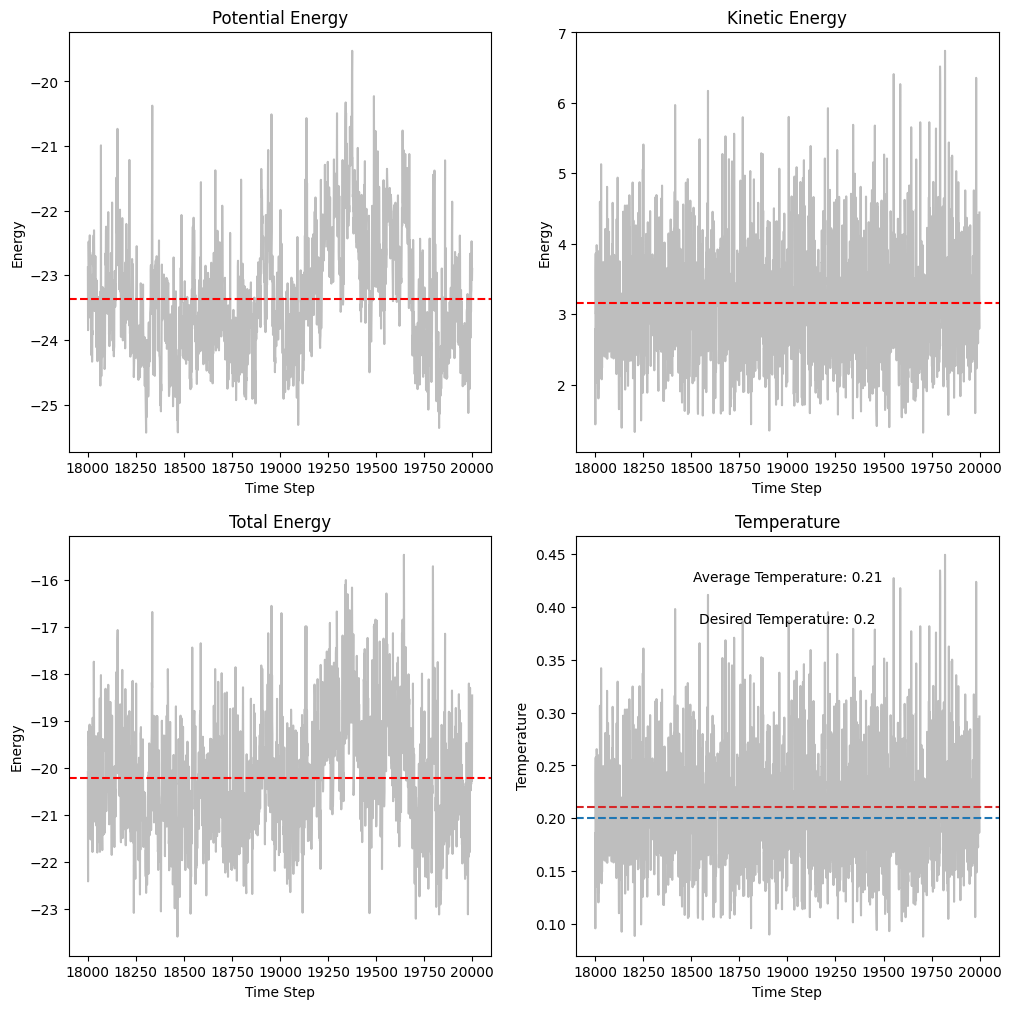 Potential Energy
Energy
−20
−21
−22
−23
−24
−25
18000 18250 18500 18750 19000 19250 19500 19750 20000
Time Step
Kinetic Energy
Energy
7
6
5
4
3
2
18000 18250 18500 18750 19000 19250 19500 19750 20000
Time Step
Total Energy
Energy
−16
−17
−18
−19
−20
−21
−22
−23
18000 18250 18500 18750 19000 19250 19500 19750 20000
Time Step
Temperature
Temperature
0.45
0.40
0.35
0.30
0.25
0.20
0.15
0.10
Average Temperature: 0.21
Desired Temperature: 0.2
18000 18250 18500 18750 19000 19250 19500 19750 20000
Time Step